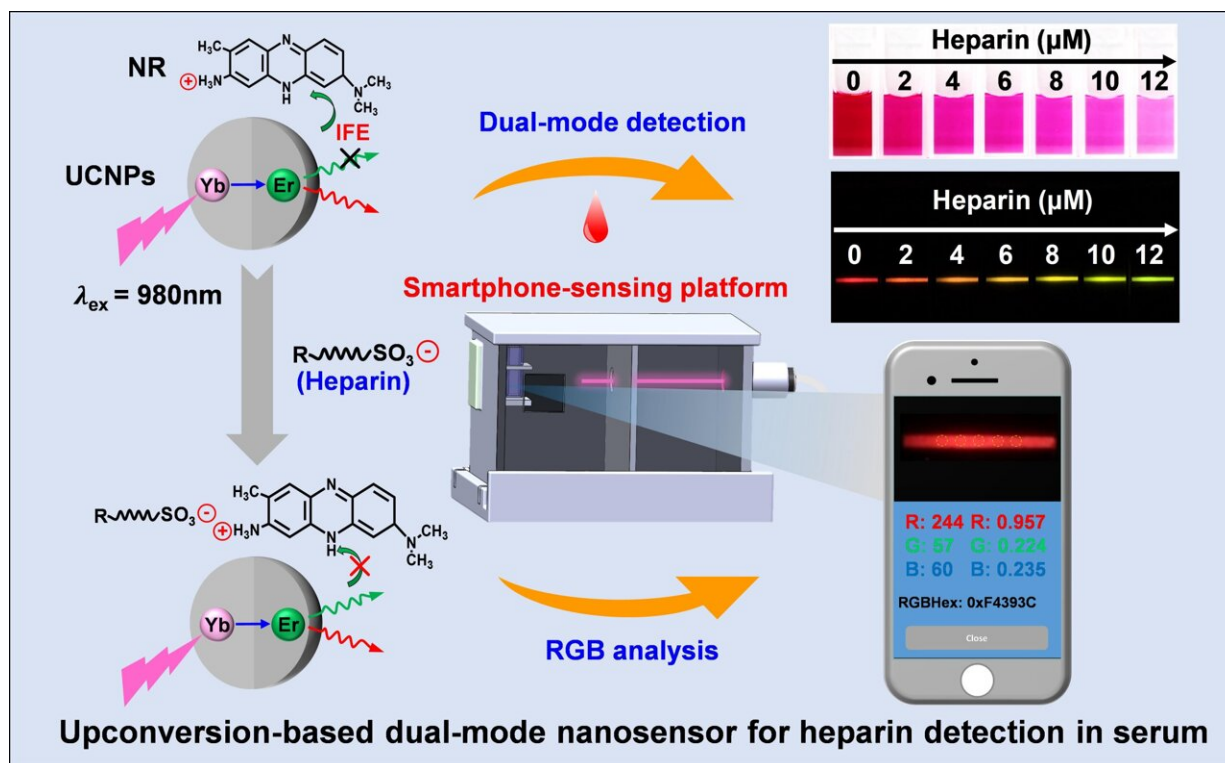 NR
H₃C
N
⊕
H₃N
N
H
N
CH₃
CH₃
IFE
UCNPs
Yb
Er
λex = 980nm
R
SO₃
⊖
(Heparin)
R
SO₃
⊖
⊕
H₃C
N
H₃N
N
H
N
CH₃
CH₃
Yb
Er
Dual-mode detection
Smartphone-sensing platform
RGB analysis
Heparin (µM)
0 2 4 6 8 10 12
Heparin (µM)
0 2 4 6 8 10 12
R: 244 R: 0.957
G: 57 G: 0.224
B: 60 B: 0.235
RGBHex: 0xF4393C
Close
Upconversion-based dual-mode nanosensor for heparin detection in serum